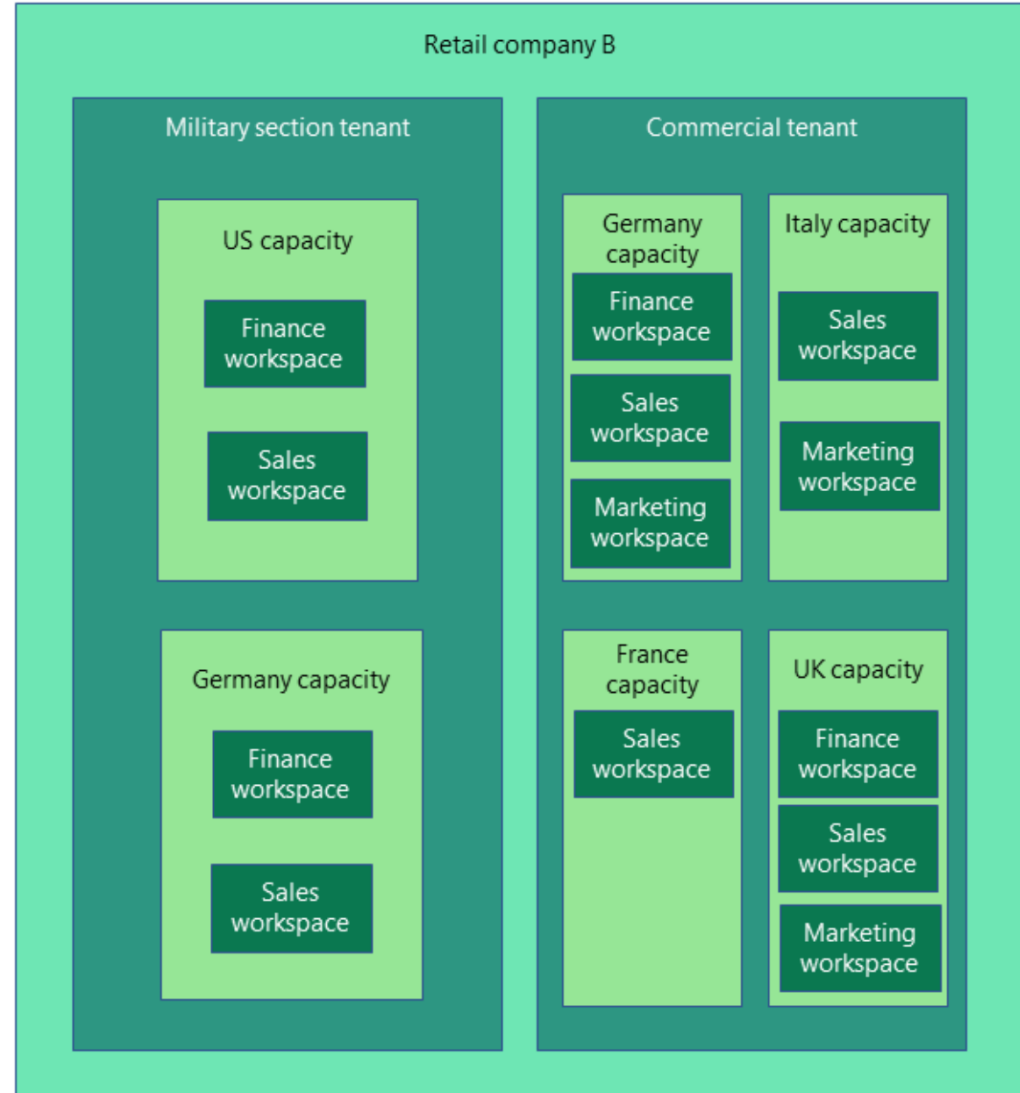 Retail company B
Military section tenant
US capacity
Finance
workspace
Sales
workspace
Germany capacity
Finance
workspace
Sales
workspace
Commercial tenant
Germany
capacity
Finance
workspace
Sales
workspace
Marketing
workspace
Italy capacity
Sales
workspace
Marketing
workspace
France
capacity
Sales
workspace
UK capacity
Finance
workspace
Sales
workspace
Marketing
workspace